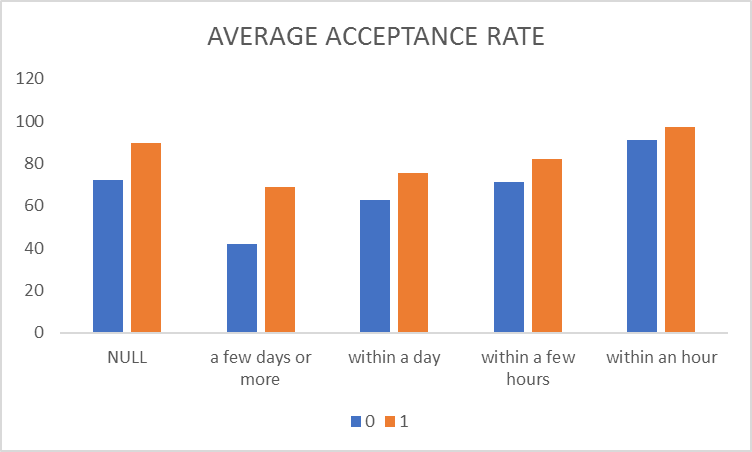 AVERAGE ACCEPTANCE RATE
120
100
80
60
40
20
0
NULL
a few days or
more
within a day
within a few
hours
within an hour
0 1